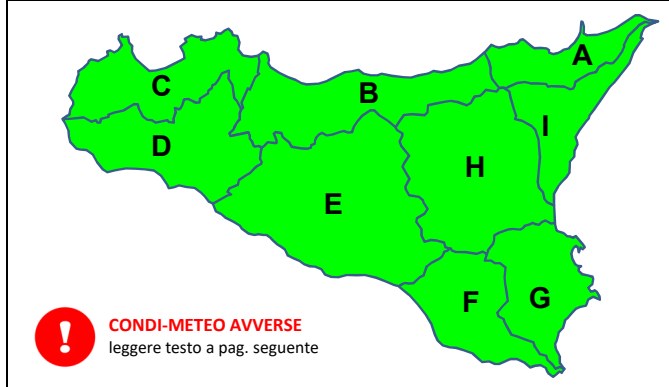 A
C
B
I
D
H
E
F
G
!
CONDI-METEO AVVERSE
leggere testo a pag. seguente